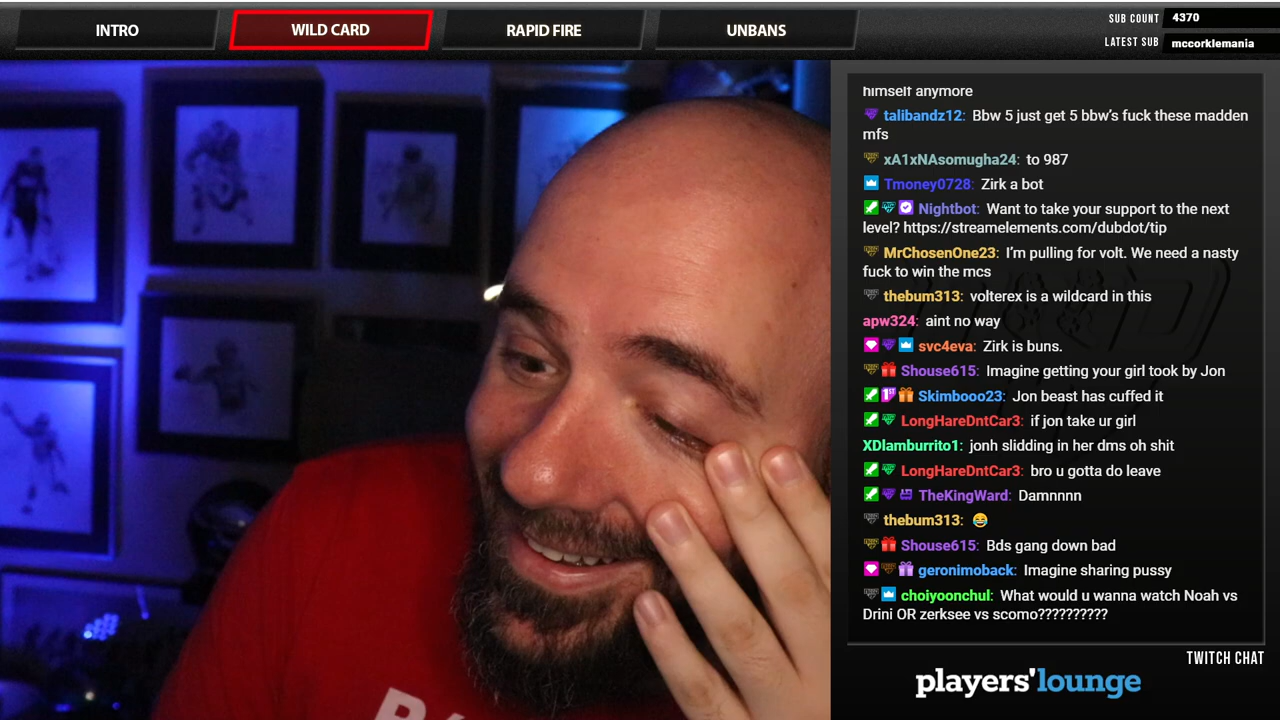 INTRO
WILD CARD
RAPID FIRE
UNBANS
SUB COUNT 4370
LATEST SUB mccorklemania
himself anymore
talibandz12: Bbw 5 just get 5 bbw's fuck these madden
mfs
xA1xNAsomugha24: to 987
Tmoney0728: Zirk a bot
Nightbot: Want to take your support to the next
level? https://streamelements.com/dubdot/tip
MrChosenOne23: I'm pulling for volt. We need a nasty
fuck to win the mcs
thebum313: volterex is a wildcard in this
apw324: aint no way
svc4eva: Zirk is buns.
Shouse615: Imagine getting your girl took by Jon
Skimbooo23: Jon beast has cuffed it
LongHareDntCar3: if jon take ur girl
XDIamburrito1: jonh slidding in her dms oh shit
LongHareDntCar3: bro u gotta do leave
TheKingWard: Damnnnn
thebum313: 😂
Shouse615: Bds gang down bad
geronimoback: Imagine sharing pussy
choiyoonchul: What would u wanna watch Noah vs
Drini OR zerksee vs scomo??????????
TWITCH CHAT
players'lounge